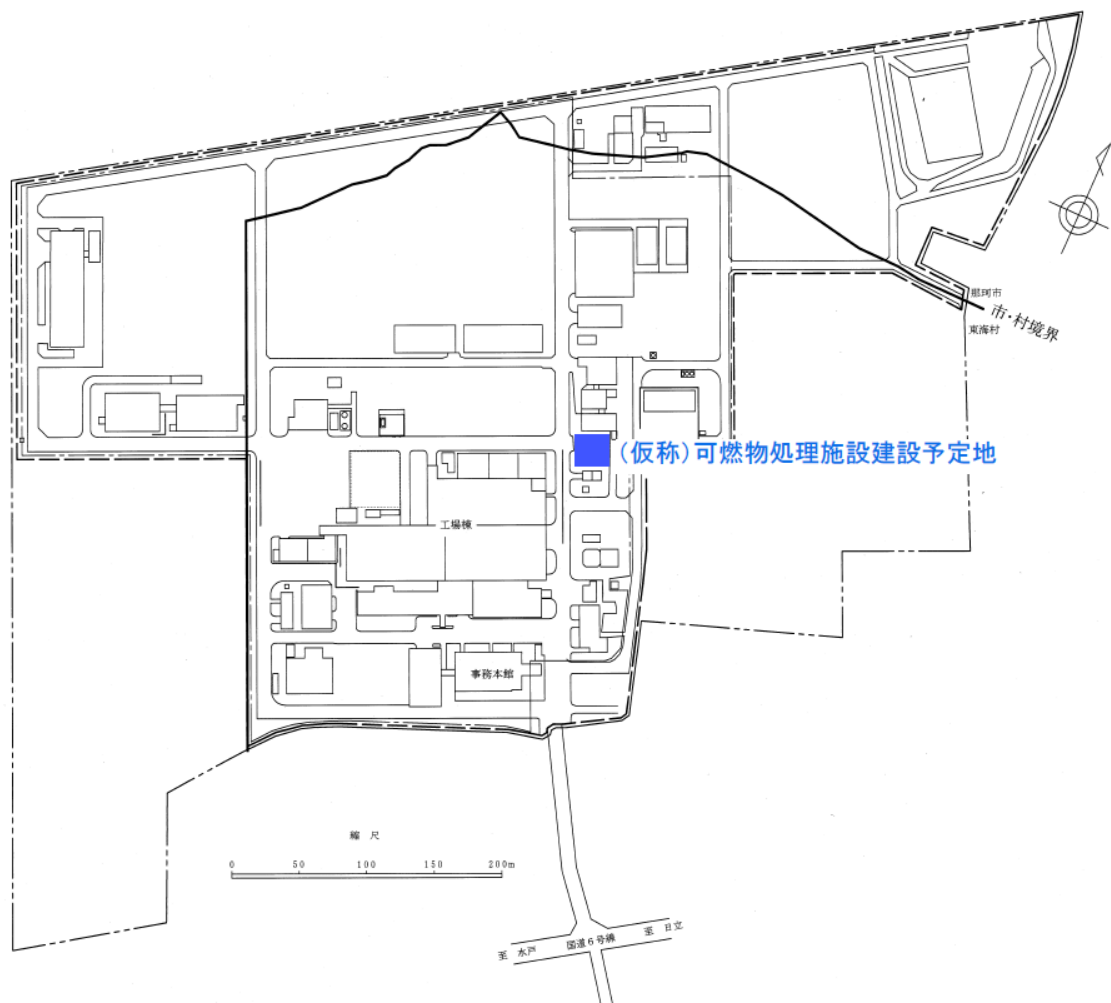 那珂市
市・村境界
東海村
(仮称)可燃物処理施設建設予定地
工場棟
事務本館
縮 尺
0 50 100 150 200m
至 水戸 国道6号線 至 日立